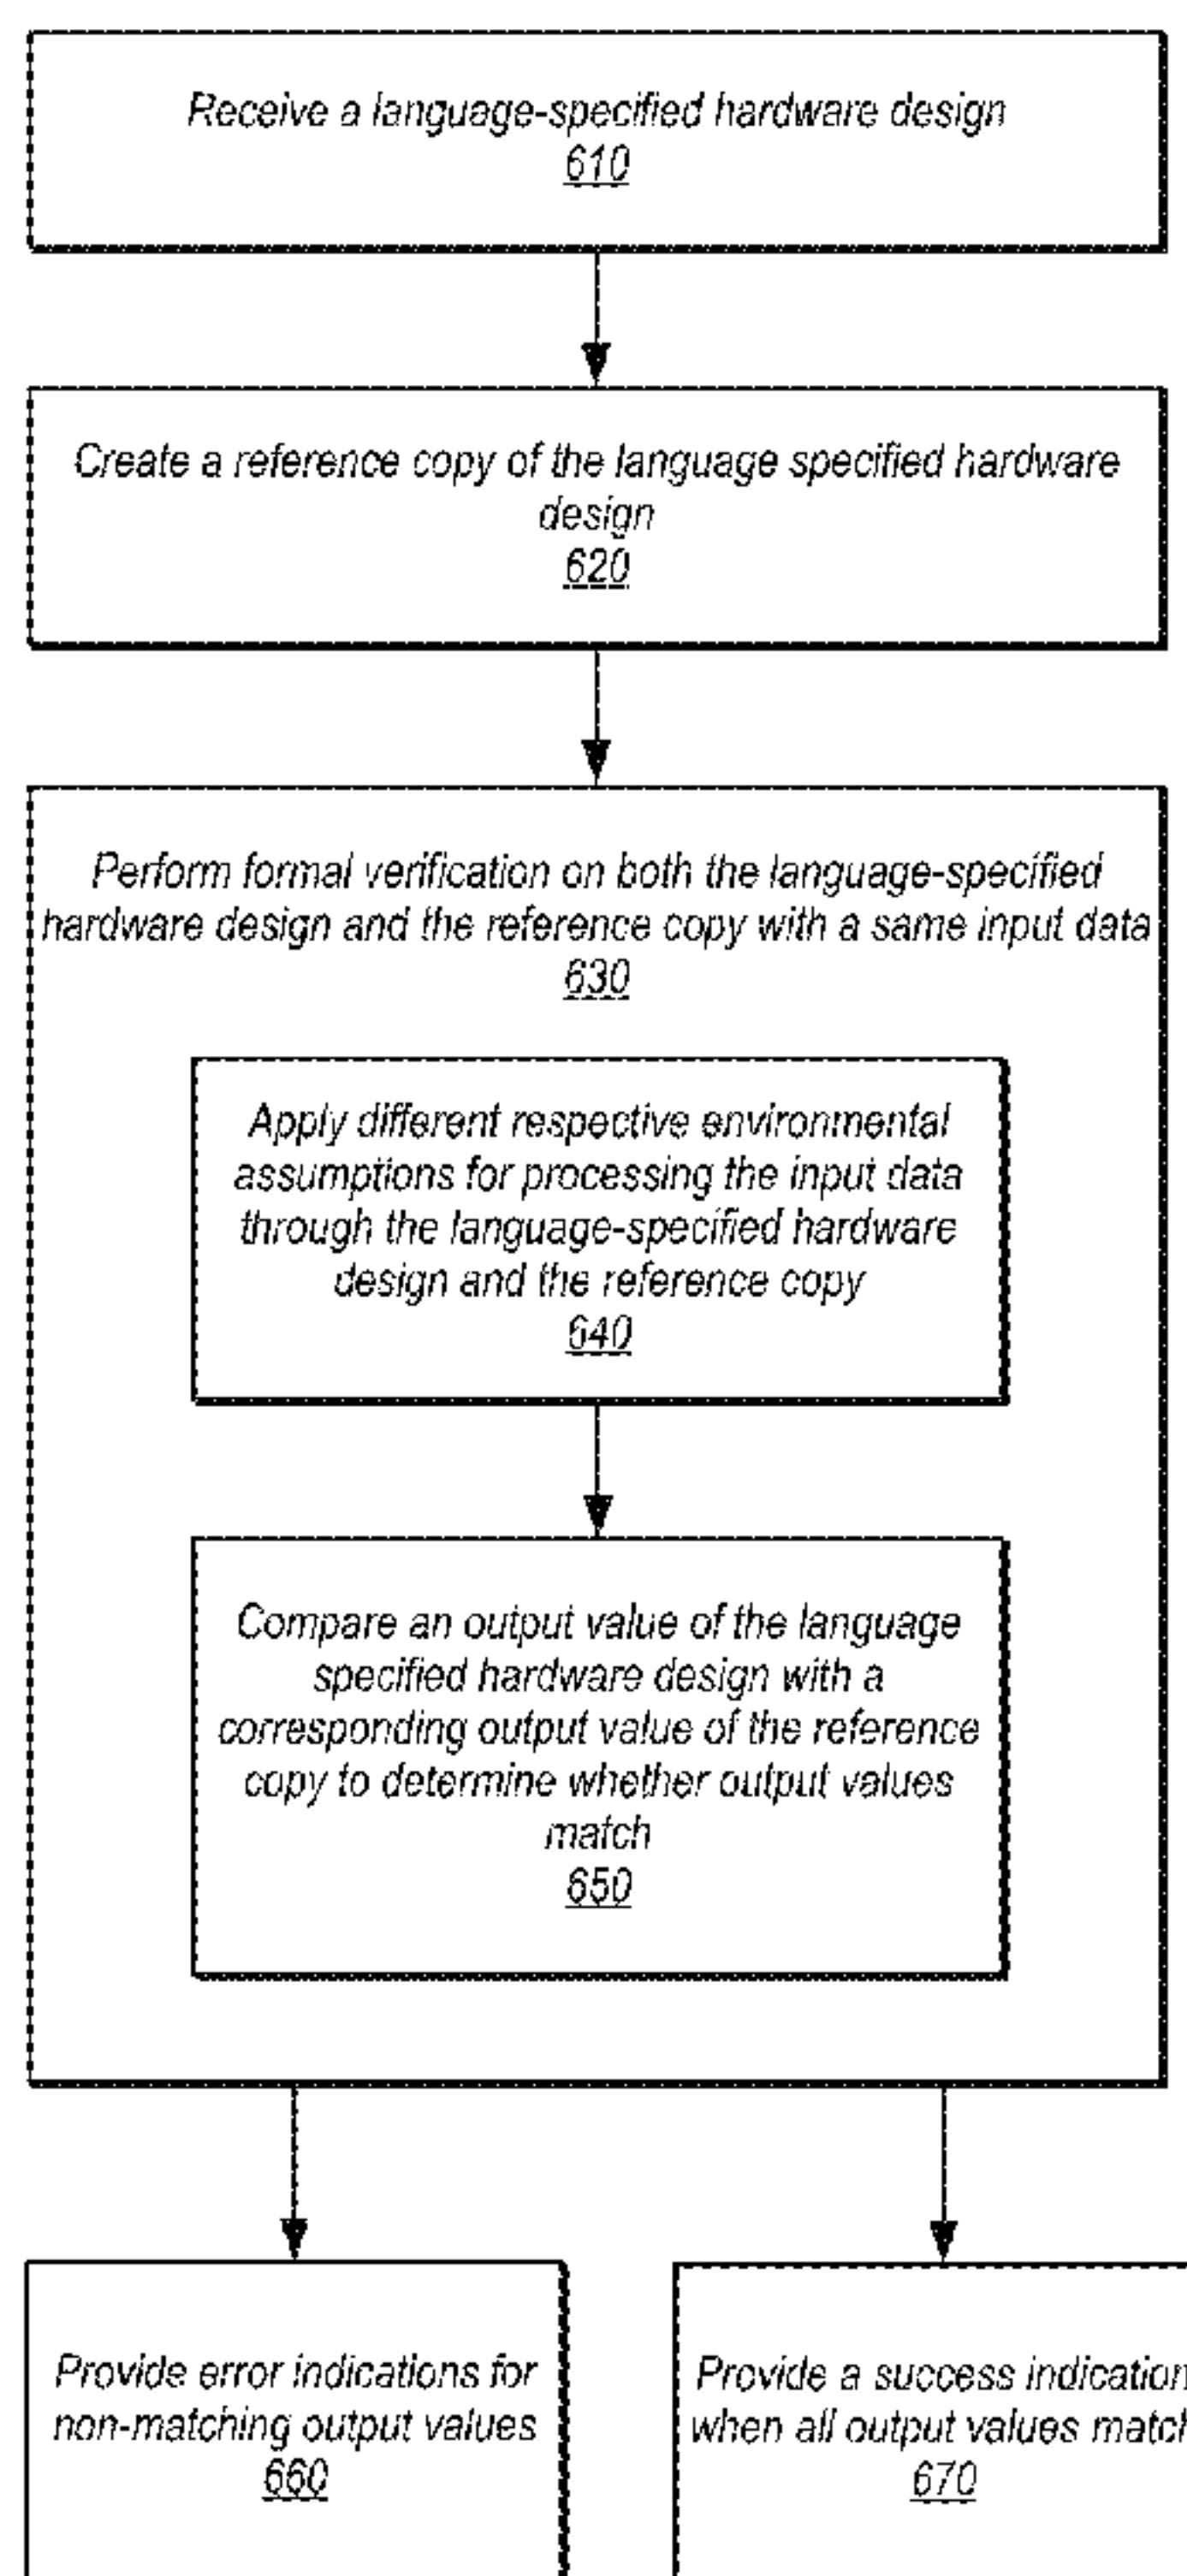 Receive a language-specified hardware design
610
Create a reference copy of the language specified hardware
design
620
Perform formal verification on both the language-specified
hardware design and the reference copy with a same input data
630
Apply different respective environmental
assumptions for processing the input data
through the language-specified hardware
design and the reference copy
640
Compare an output value of the language
specified hardware design with a
corresponding output value of the reference
copy to determine whether output values
match
650
Provide error indications for
non-matching output values
660
Provide a success indication
when all output values match
670